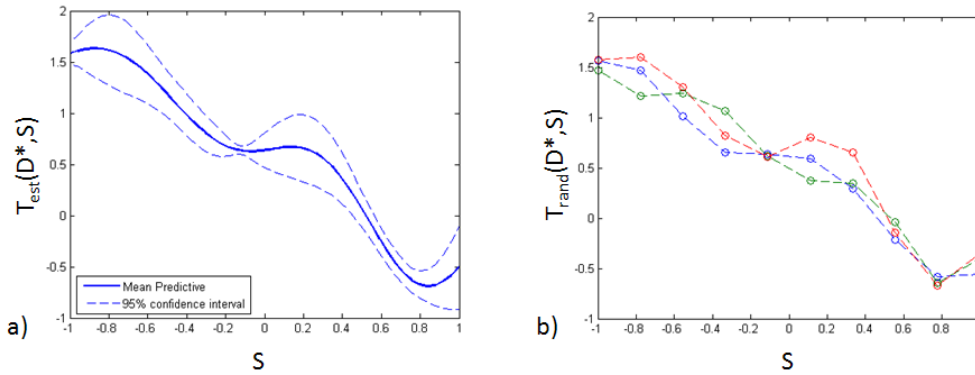 2
1.5
1
0.5
0
-0.5
-1
-1 -0.8 -0.6 -0.4 -0.2 0 0.2 0.4 0.6 0.8 1
T_est(D*,S)
Mean Predictive
95% confidence interval
a)
S
2
1.5
1
0.5
0
-0.5
-1
-1 -0.8 -0.6 -0.4 -0.2 0 0.2 0.4 0.6 0.8
T_rand(D*,S)
b)
S